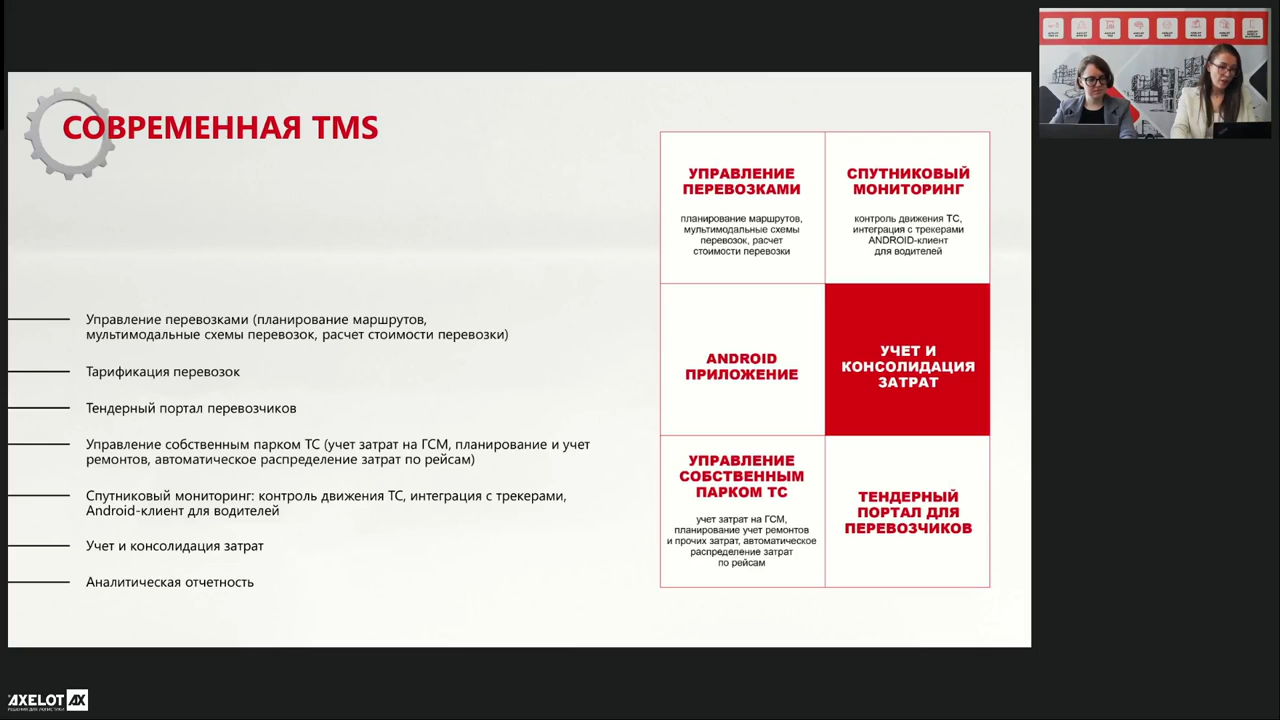 СОВРЕМЕННАЯ TMS
Управление перевозками (планирование маршрутов,
мультимодальные схемы перевозок, расчет стоимости перевозки)
Тарификация перевозок
Тендерный портал перевозчиков
Управление собственным парком ТС (учет затрат на ГСМ, планирование и учет
ремонтов, автоматическое распределение затрат по рейсам)
Спутниковый мониторинг: контроль движения ТС, интеграция с трекерами,
Android-клиент для водителей
Учет и консолидация затрат
Аналитическая отчетность
УПРАВЛЕНИЕ
ПЕРЕВОЗКАМИ
планирование маршрутов,
мультимодальные схемы
перевозок, расчет
стоимости перевозки
СПУТНИКОВЫЙ
МОНИТОРИНГ
контроль движения ТС,
интеграция с трекерами
ANDROID-клиент
для водителей
ANDROID
ПРИЛОЖЕНИЕ
УЧЕТ И
КОНСОЛИДАЦИЯ
ЗАТРАТ
УПРАВЛЕНИЕ
СОБСТВЕННЫМ
ПАРКОМ ТС
учет затрат на ГСМ,
планирование учет ремонтов
и прочих затрат, автоматическое
распределение затрат
по рейсам
ТЕНДЕРНЫЙ
ПОРТАЛ ДЛЯ
ПЕРЕВОЗЧИКОВ
AXELOT AX
РЕШЕНИЯ ДЛЯ ЛОГИСТИКИ